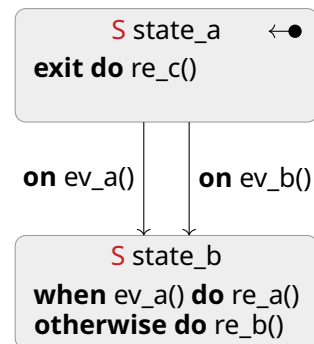 S state_a
exit do re_c()
on ev_a()
on ev_b()
S state_b
when ev_a() do re_a()
otherwise do re_b()